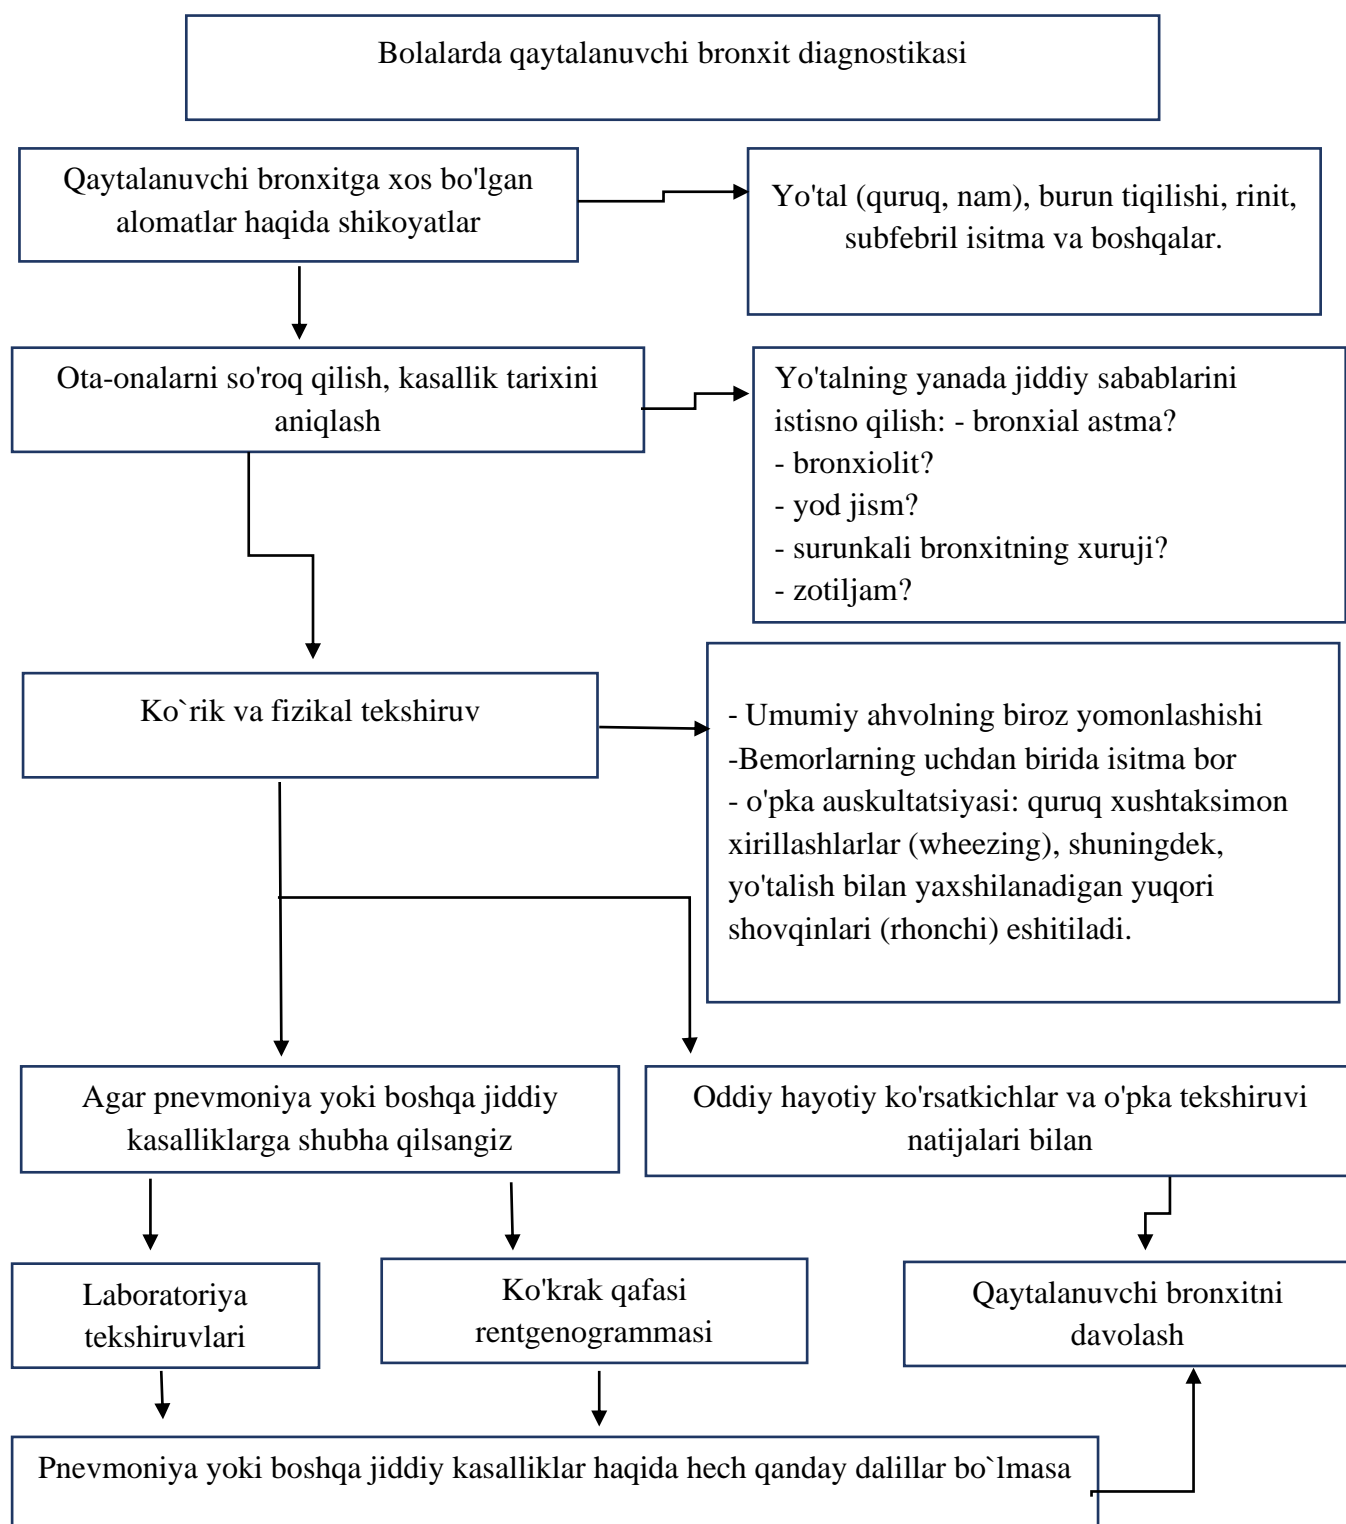 Bolalarda qaytalanuvchi bronxit diagnostikasi
Qaytalanuvchi bronxitga xos bo'lgan
alomatlar haqida shikoyatlar
Yo'tal (quruq, nam), burun tiqilishi, rinit,
subfebril isitma va boshqalar.
Ota-onalarni so'roq qilish, kasallik tarixini
aniqlash
Yo'talning yanada jiddiy sabablarini
istisno qilish: - bronxial astma?
- bronxiolit?
- yod jism?
- surunkali bronxitning xuruji?
- zotiljam?
Ko`rik va fizikal tekshiruv
- Umumiy ahvolning biroz yomonlashishi
-Bemorlarning uchdan birida isitma bor
- o'pka auskultatsiyasi: quruq xushtaksimon
xirillashlarlar (wheezing), shuningdek,
yo'talish bilan yaxshilanadigan yuqori
shovqinlari (rhonchi) eshitiladi.
Agar pnevmoniya yoki boshqa jiddiy
kasalliklarga shubha qilsangiz
Oddiy hayotiy ko'rsatkichlar va o'pka tekshiruvi
natijalari bilan
Laboratoriya
tekshiruvlari
Ko'krak qafasi
rentgenogrammasi
Qaytalanuvchi bronxitni
davolash
Pnevmoniya yoki boshqa jiddiy kasalliklar haqida hech qanday dalillar bo`lmasa